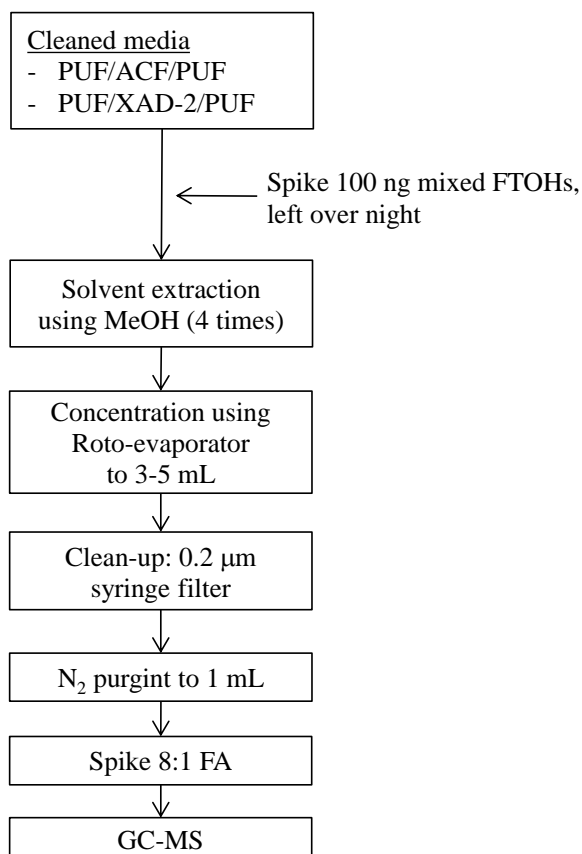 Cleaned media
- PUF/ACF/PUF
- PUF/XAD-2/PUF
Spike 100 ng mixed FTOHs,
left over night
Solvent extraction
using MeOH (4 times)
Concentration using
Roto-evaporator
to 3-5 mL
Clean-up: 0.2 μm
syringe filter
N₂ purgint to 1 mL
Spike 8:1 FA
GC-MS